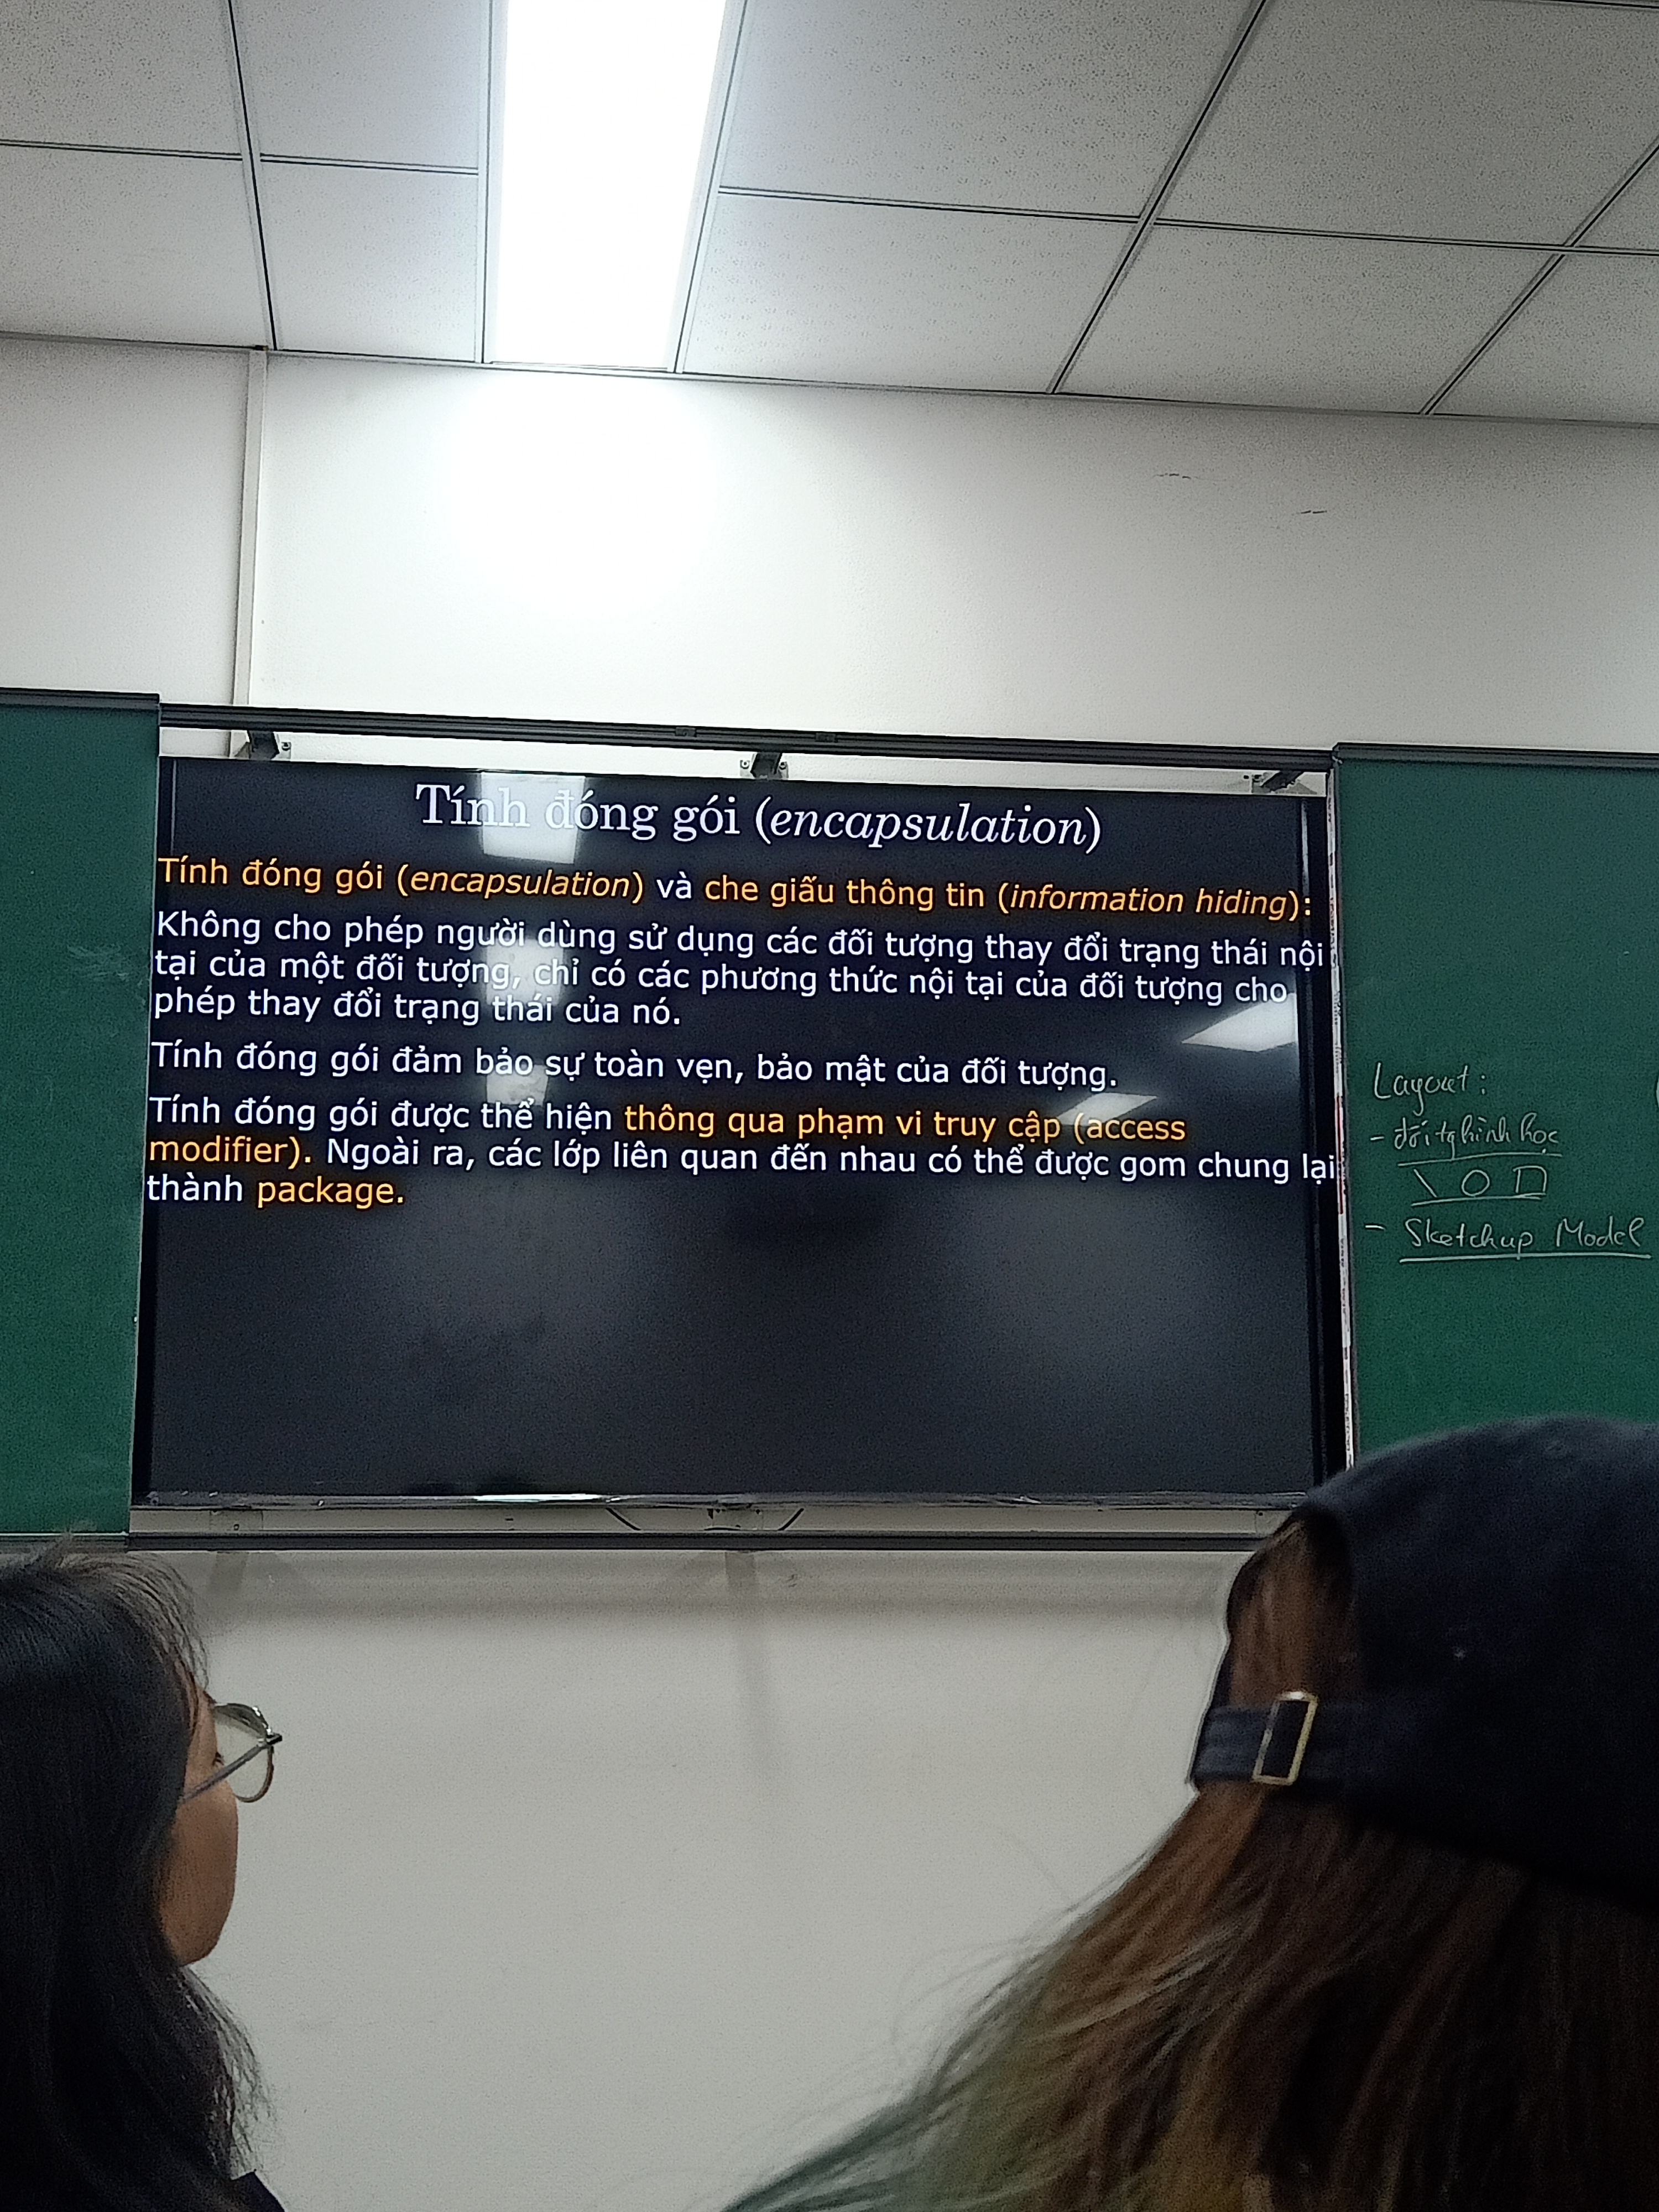 Tính đóng gói (encapsulation)
Tính đóng gói (encapsulation) và che giấu thông tin (information hiding):
Không cho phép người dùng sử dụng các đối tượng thay đổi trạng thái nội
tại của một đối tượng, chỉ có các phương thức nội tại của đối tượng cho
phép thay đổi trạng thái của nó.
Tính đóng gói đảm bảo sự toàn vẹn, bảo mật của đối tượng.
Tính đóng gói được thể hiện thông qua phạm vi truy cập (access
modifier). Ngoài ra, các lớp liên quan đến nhau có thể được gom chung lại
thành package.
Layout:
- đối tg hình học
- Sketchup Model